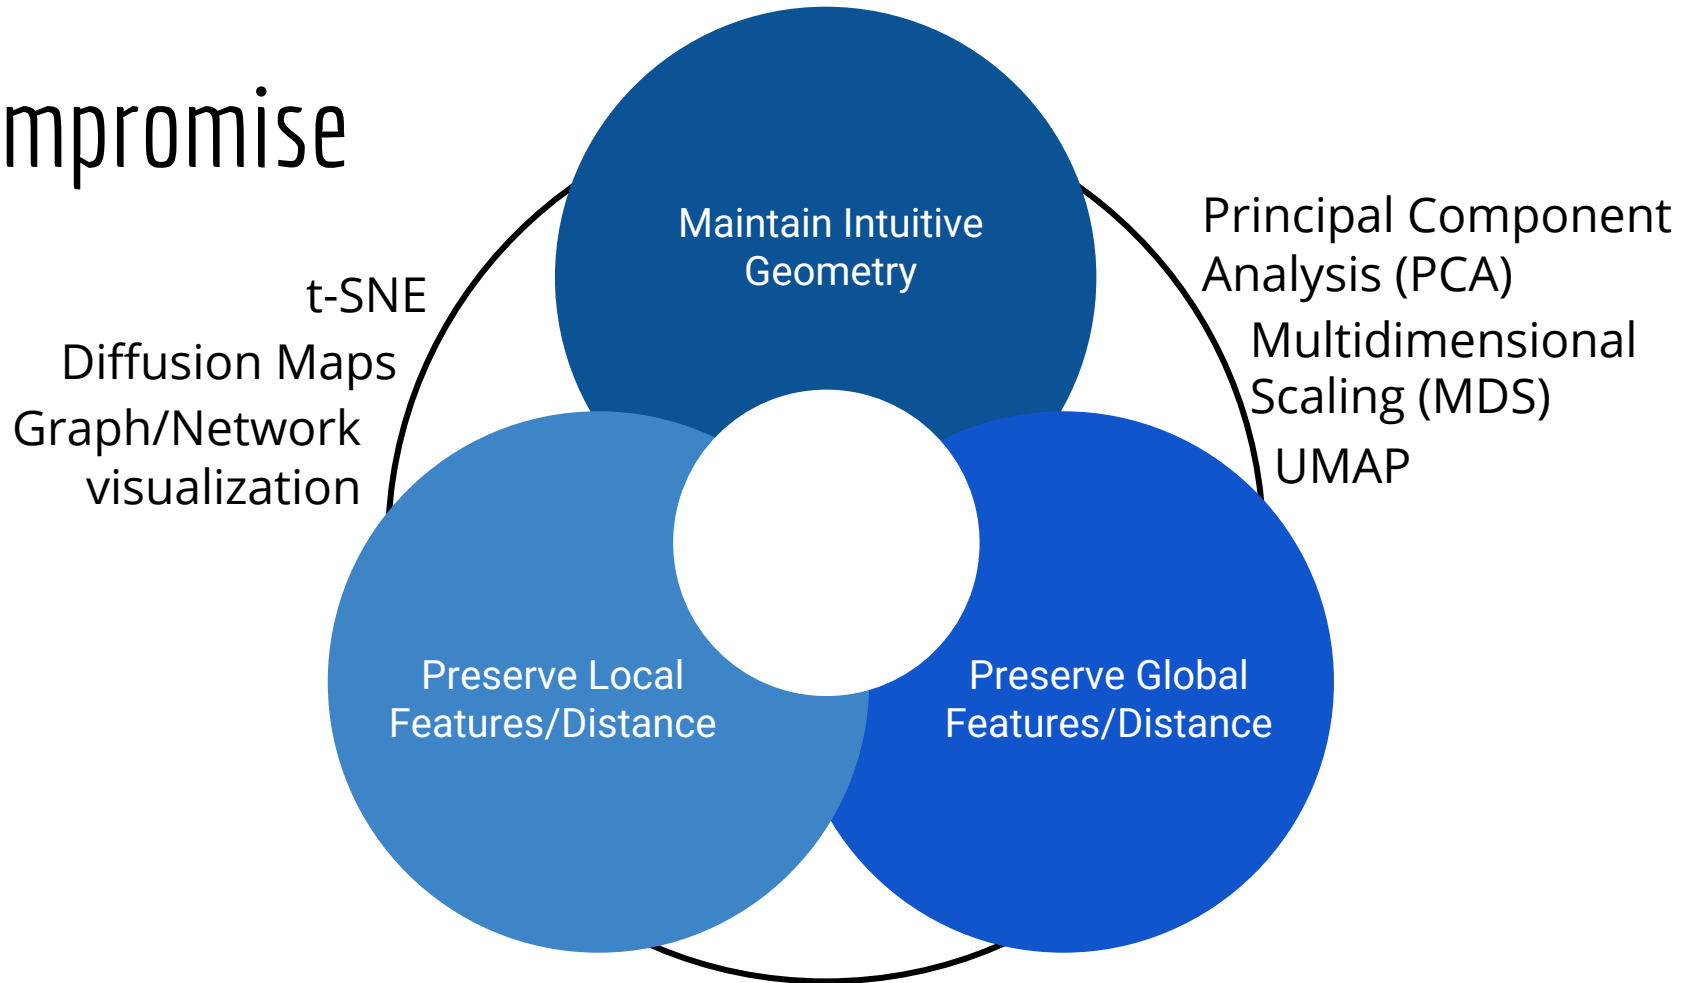 mpromise
Maintain Intuitive
Geometry
t-SNE
Diffusion Maps
Graph/Network
visualization
Principal Component
Analysis (PCA)
Multidimensional
Scaling (MDS)
UMAP
Preserve Local
Features/Distance
Preserve Global
Features/Distance